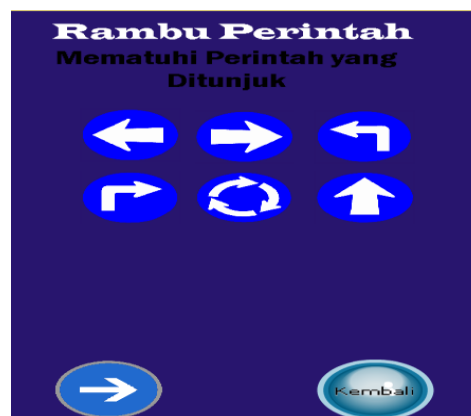 Rambu Perintah
Mematuhi Perintah yang
Ditunjuk
Kembali